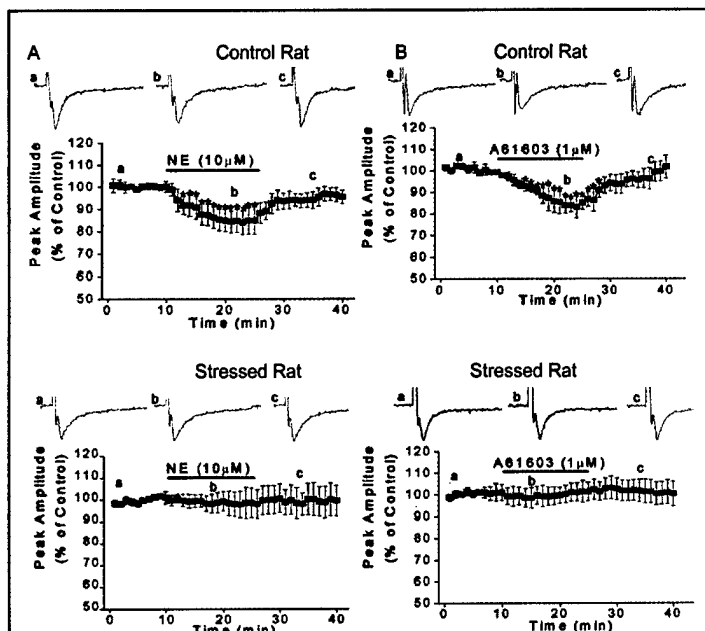 A
Control Rat
a b c
Peak Amplitude
(% of Control)
120
110
100
90
80
70
60
50
a
NE (10μM)
b
c
0 10 20 30 40
Time (min)
B
Control Rat
a b c
Peak Amplitude
(% of Control)
120
110
100
90
80
70
60
50
a
A61603 (1μM)
b
c
0 10 20 30 40
Time (min)
Stressed Rat
a b c
Peak Amplitude
(% of Control)
120
110
100
90
80
70
60
50
a
NE (10μM)
b
c
0 10 20 30 40
Time (min)
Stressed Rat
a b c
Peak Amplitude
(% of Control)
120
110
100
90
80
70
60
50
a
A61603 (1μM)
b
c
0 10 20 30 40
Time (min)